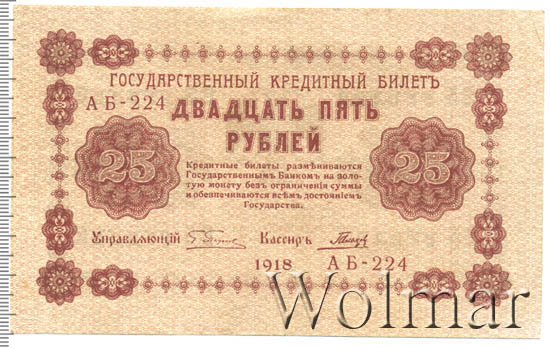 ГОСУДАРСТВЕННЫЙ КРЕДИТНЫЙ БИЛЕТЪ
АБ-224 ДВАДЦАТЬ ПЯТЬ
РУБЛЕЙ
25
25
Кредитные билеты размѣниваются
Государственнымъ Банкомъ на золо-
тую монету безъ ограниченія суммы
и обезпечиваются всѣмъ достояніемъ
Государства.
Управляющій
Кассиръ
1918 АБ-224
Wolmar